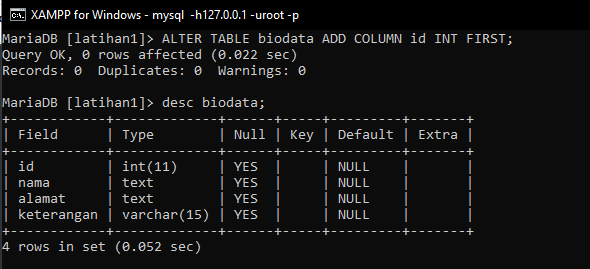 XAMPP for Windows - mysql -h127.0.0.1 -uroot -p
MariaDB [latihan1]> ALTER TABLE biodata ADD COLUMN id INT FIRST;
Query OK, 0 rows affected (0.022 sec)
Records: 0  Duplicates: 0  Warnings: 0

MariaDB [latihan1]> desc biodata;
+------------+-------------+------+-----+---------+-------+
| Field      | Type        | Null | Key | Default | Extra |
+------------+-------------+------+-----+---------+-------+
| id         | int(11)     | YES  |     | NULL    |       |
| nama       | text        | YES  |     | NULL    |       |
| alamat     | text        | YES  |     | NULL    |       |
| keterangan | varchar(15) | YES  |     | NULL    |       |
+------------+-------------+------+-----+---------+-------+
4 rows in set (0.052 sec)